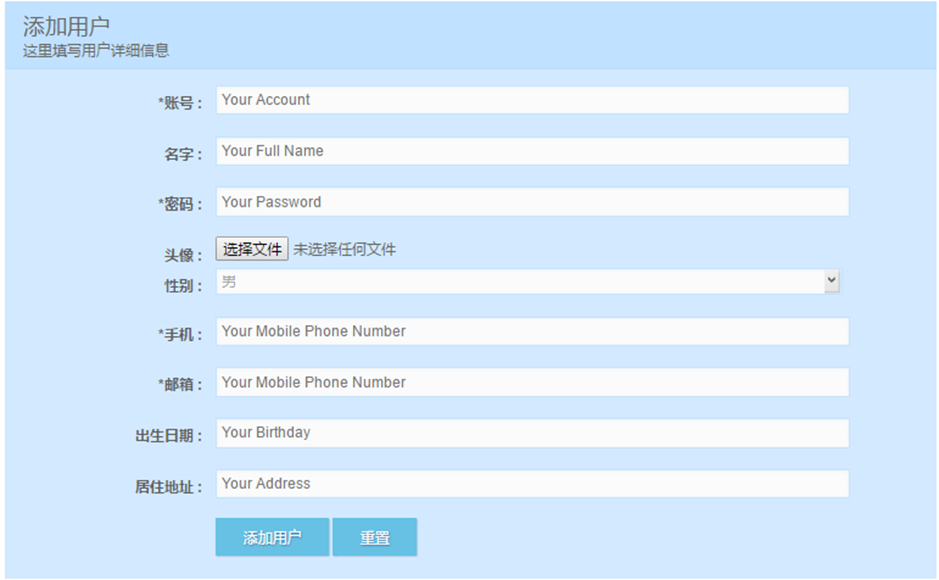 添加用户
这里填写用户详细信息
*账号：Your Account
名字：Your Full Name
*密码：Your Password
头像：选择文件 未选择任何文件
性别：男
*手机：Your Mobile Phone Number
*邮箱：Your Mobile Phone Number
出生日期：Your Birthday
居住地址：Your Address
添加用户 重置